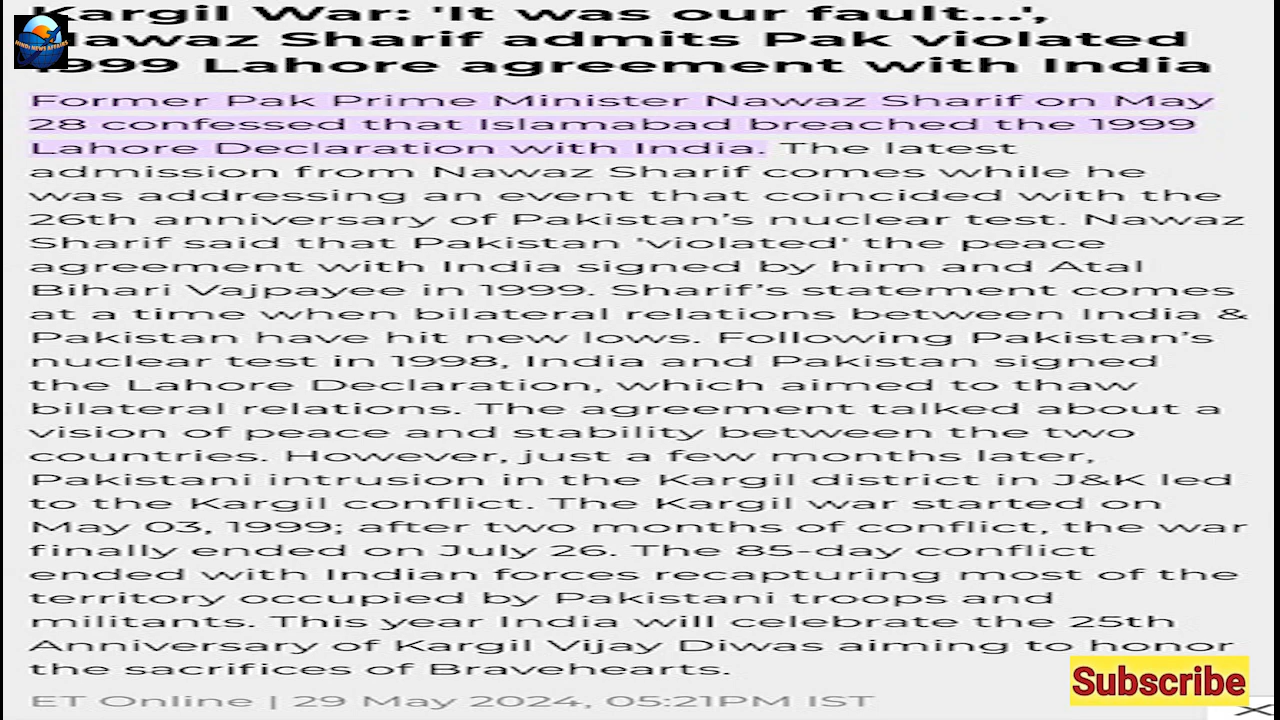 Kargil War: 'It was our fault...',
Nawaz Sharif admits Pak violated
1999 Lahore agreement with India
Former Pak Prime Minister Nawaz Sharif on May
28 confessed that Islamabad breached the 1999
Lahore Declaration with India. The latest
admission from Nawaz Sharif comes while he
was addressing an event that coincided with the
26th anniversary of Pakistan's nuclear test. Nawaz
Sharif said that Pakistan 'violated' the peace
agreement with India signed by him and Atal
Bihari Vajpayee in 1999. Sharif's statement comes
at a time when bilateral relations between India &
Pakistan have hit new lows. Following Pakistan's
nuclear test in 1998, India and Pakistan signed
the Lahore Declaration, which aimed to thaw
bilateral relations. The agreement talked about a
vision of peace and stability between the two
countries. However, just a few months later,
Pakistani intrusion in the Kargil district in J&K led
to the Kargil conflict. The Kargil war started on
May 03, 1999; after two months of conflict, the war
finally ended on July 26. The 85-day conflict
ended with Indian forces recapturing most of the
territory occupied by Pakistani troops and
militants. This year India will celebrate the 25th
Anniversary of Kargil Vijay Diwas aiming to honor
the sacrifices of Bravehearts.
ET Online | 29 May 2024, 05:21PM IST
HINDI NEWS AFFAIRS
Subscribe